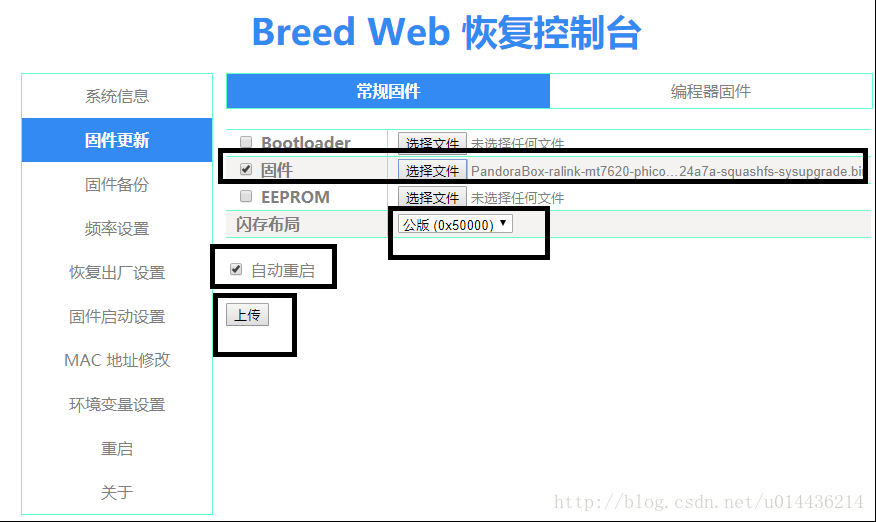 Breed Web 恢复控制台
系统信息
固件更新
固件备份
频率设置
恢复出厂设置
固件启动设置
MAC 地址修改
环境变量设置
重启
关于
常规固件 编程器固件
Bootloader 选择文件 未选择任何文件
固件 选择文件 PandoraBox-ralink-mt7620-phico...24a7a-squashfs-sysupgrade.bi
EEPROM 选择文件 未选择任何文件
闪存布局 公版 (0x50000)
自动重启
上传
http://blog.csdn.net/u014436214